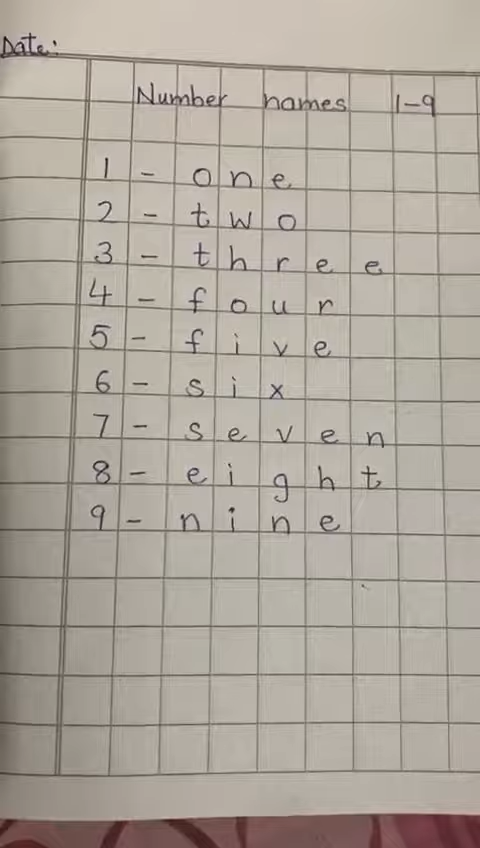 Date:
Number names 1-9
1 - one
2 - two
3 - three
4 - four
5 - five
6 - six
7 - seven
8 - eight
9 - nine